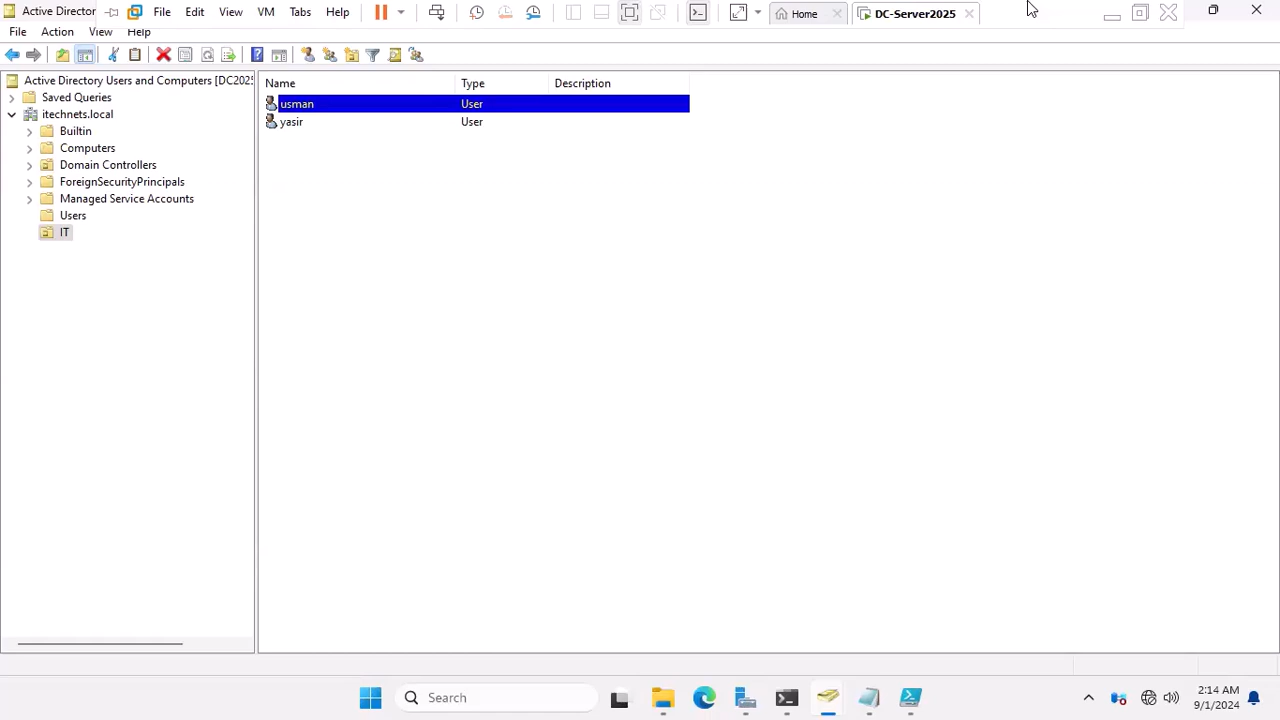 Active Director File Edit View VM Tabs Help Home DC-Server2025
File Action View Help
Active Directory Users and Computers [DC2025
Saved Queries
itechnets.local
Builtin
Computers
Domain Controllers
ForeignSecurityPrincipals
Managed Service Accounts
Users
IT
Name Type Description
usman User
yasir User
Search
2:14 AM
9/1/2024